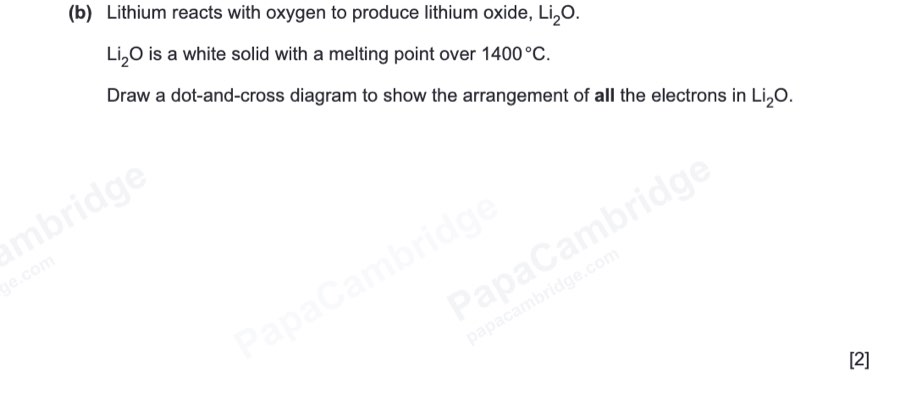 (b) Lithium reacts with oxygen to produce lithium oxide, Li₂O.
Li₂O is a white solid with a melting point over 1400 °C.
Draw a dot-and-cross diagram to show the arrangement of all the electrons in Li₂O.
ambridge
ge.com
PapaCambridge
PapaCambridge
papacambridge.com
[2]